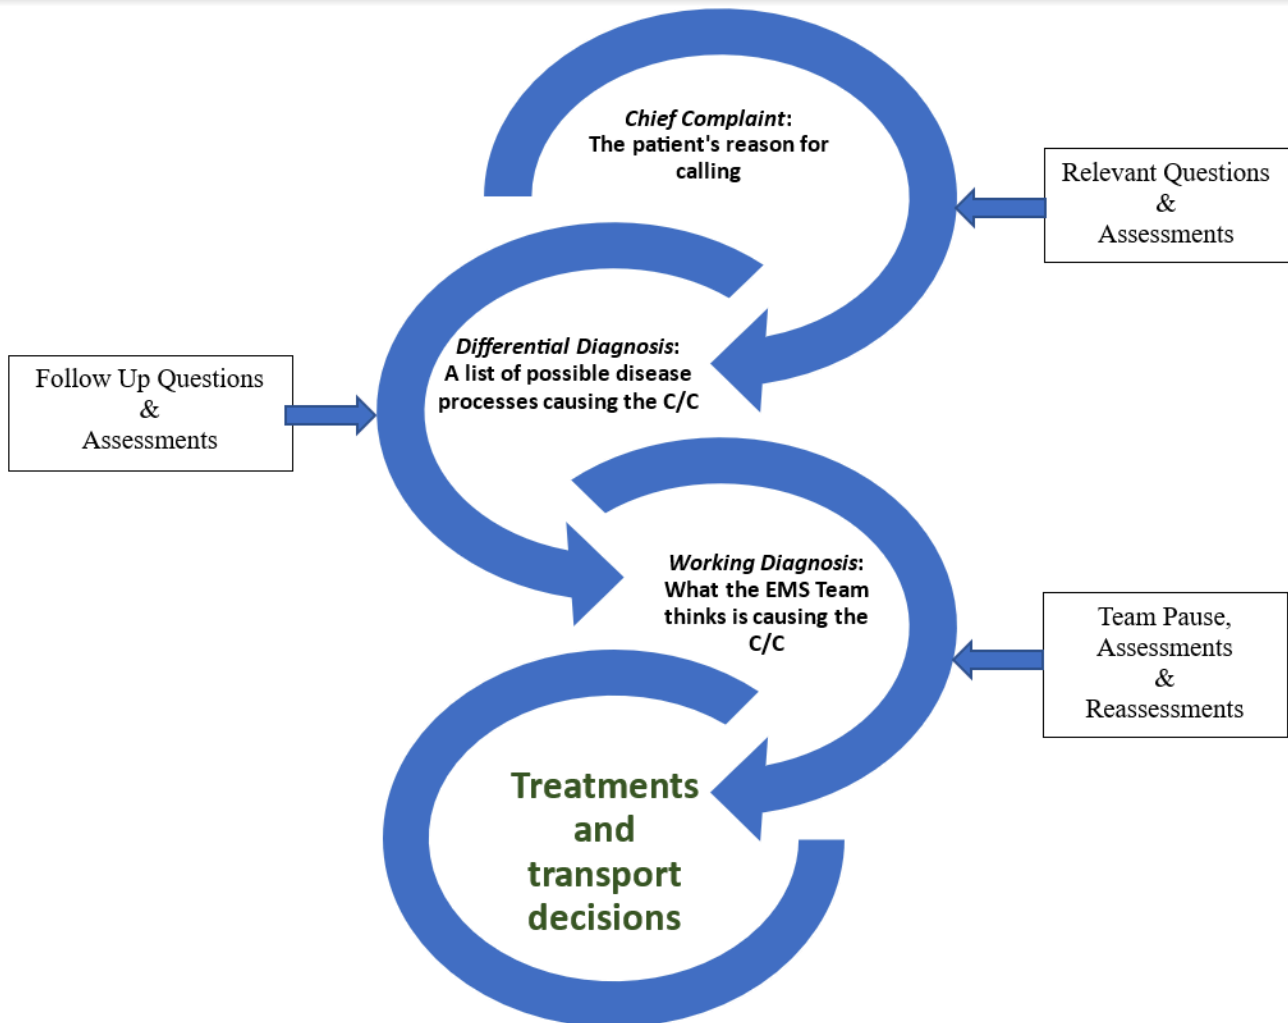 Chief Complaint:
The patient's reason for
calling
Relevant Questions
&
Assessments
Differential Diagnosis:
A list of possible disease
processes causing the C/C
Follow Up Questions
&
Assessments
Working Diagnosis:
What the EMS Team
thinks is causing the
C/C
Team Pause,
Assessments
&
Reassessments
Treatments
and
transport
decisions